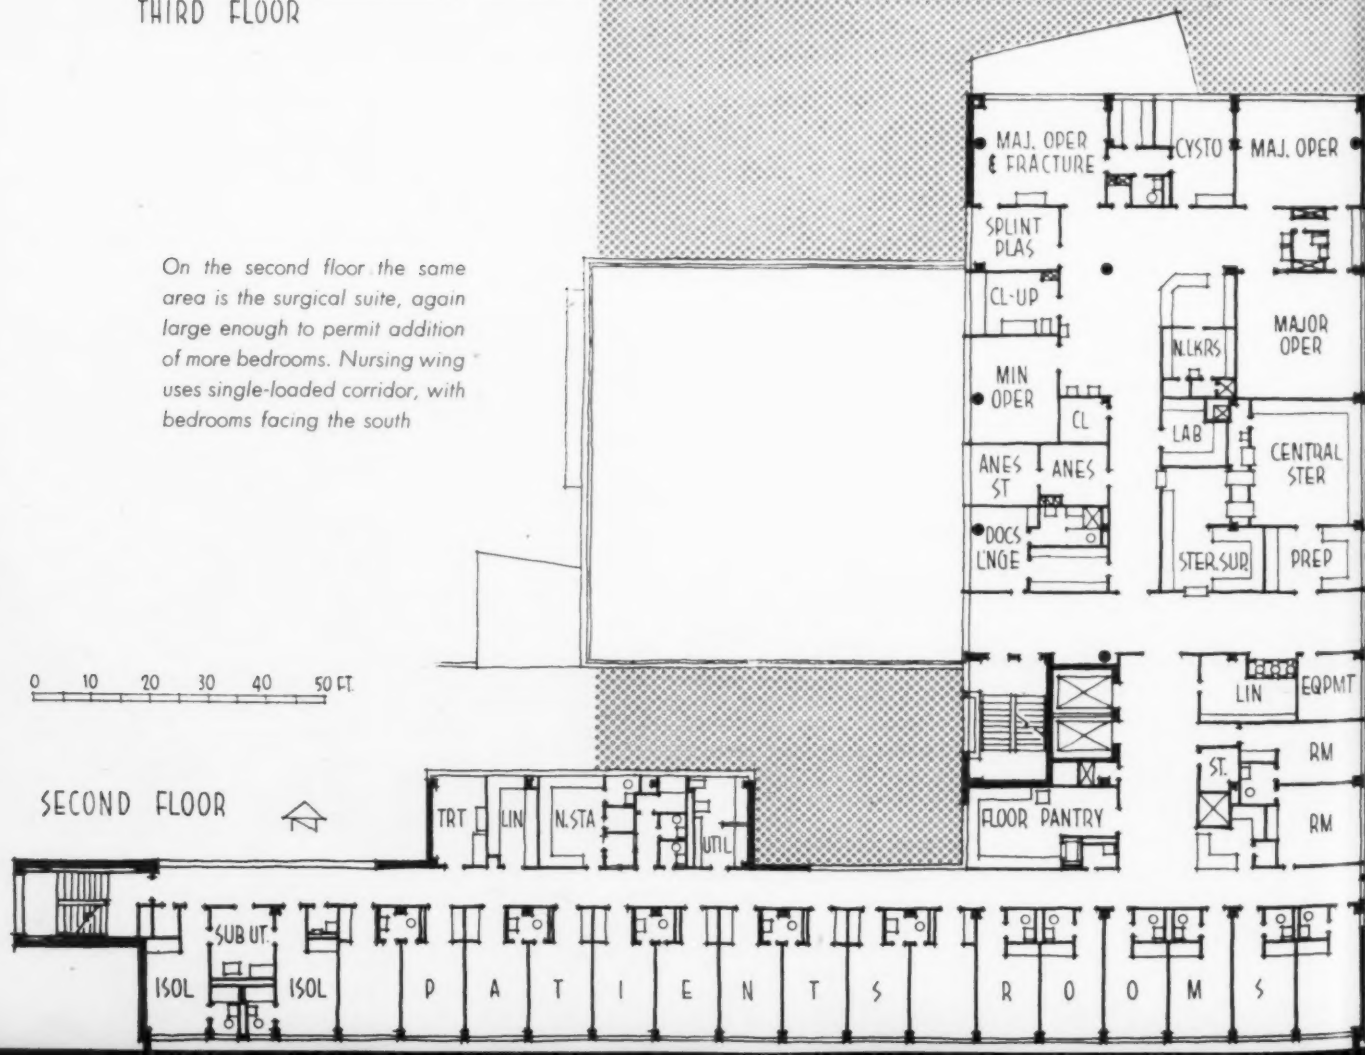 THIRD FLOOR
On the second floor the same
area is the surgical suite, again
large enough to permit addition
of more bedrooms. Nursing wing
uses single-loaded corridor, with
bedrooms facing the south
MAJ. OPER
& FRACTURE
CYSTO
MAJ. OPER
SPLINT
PLAS
CL-UP
N.LKRS
MAJOR
OPER
MIN
OPER
CL
LAB
CENTRAL
STER
ANES
ST
ANES
DOCS
L'NGE
STER.SUP.
PREP
0 10 20 30 40 50 FT.
LIN
EQPMT
ST.
RM
RM
SECOND FLOOR
TRT
LIN
N.STA
UTIL
FLOOR PANTRY
SUB UT.
ISOL
ISOL
PATIENTS ROOMS